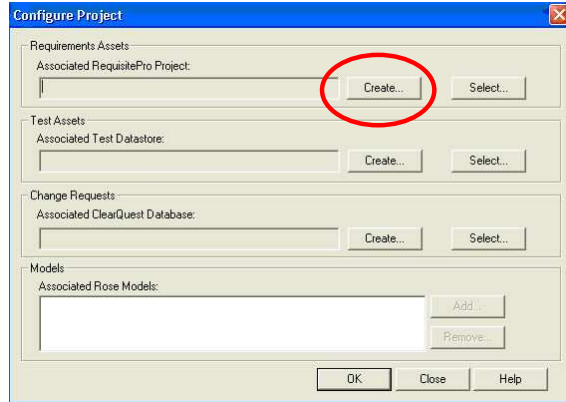 Configure Project
Requirements Assets
Associated RequisitePro Project:
Create... Select...
Test Assets
Associated Test Datastore:
Create... Select...
Change Requests
Associated ClearQuest Database:
Create... Select...
Models
Associated Rose Models:
Add...
Remove...
OK Close Help